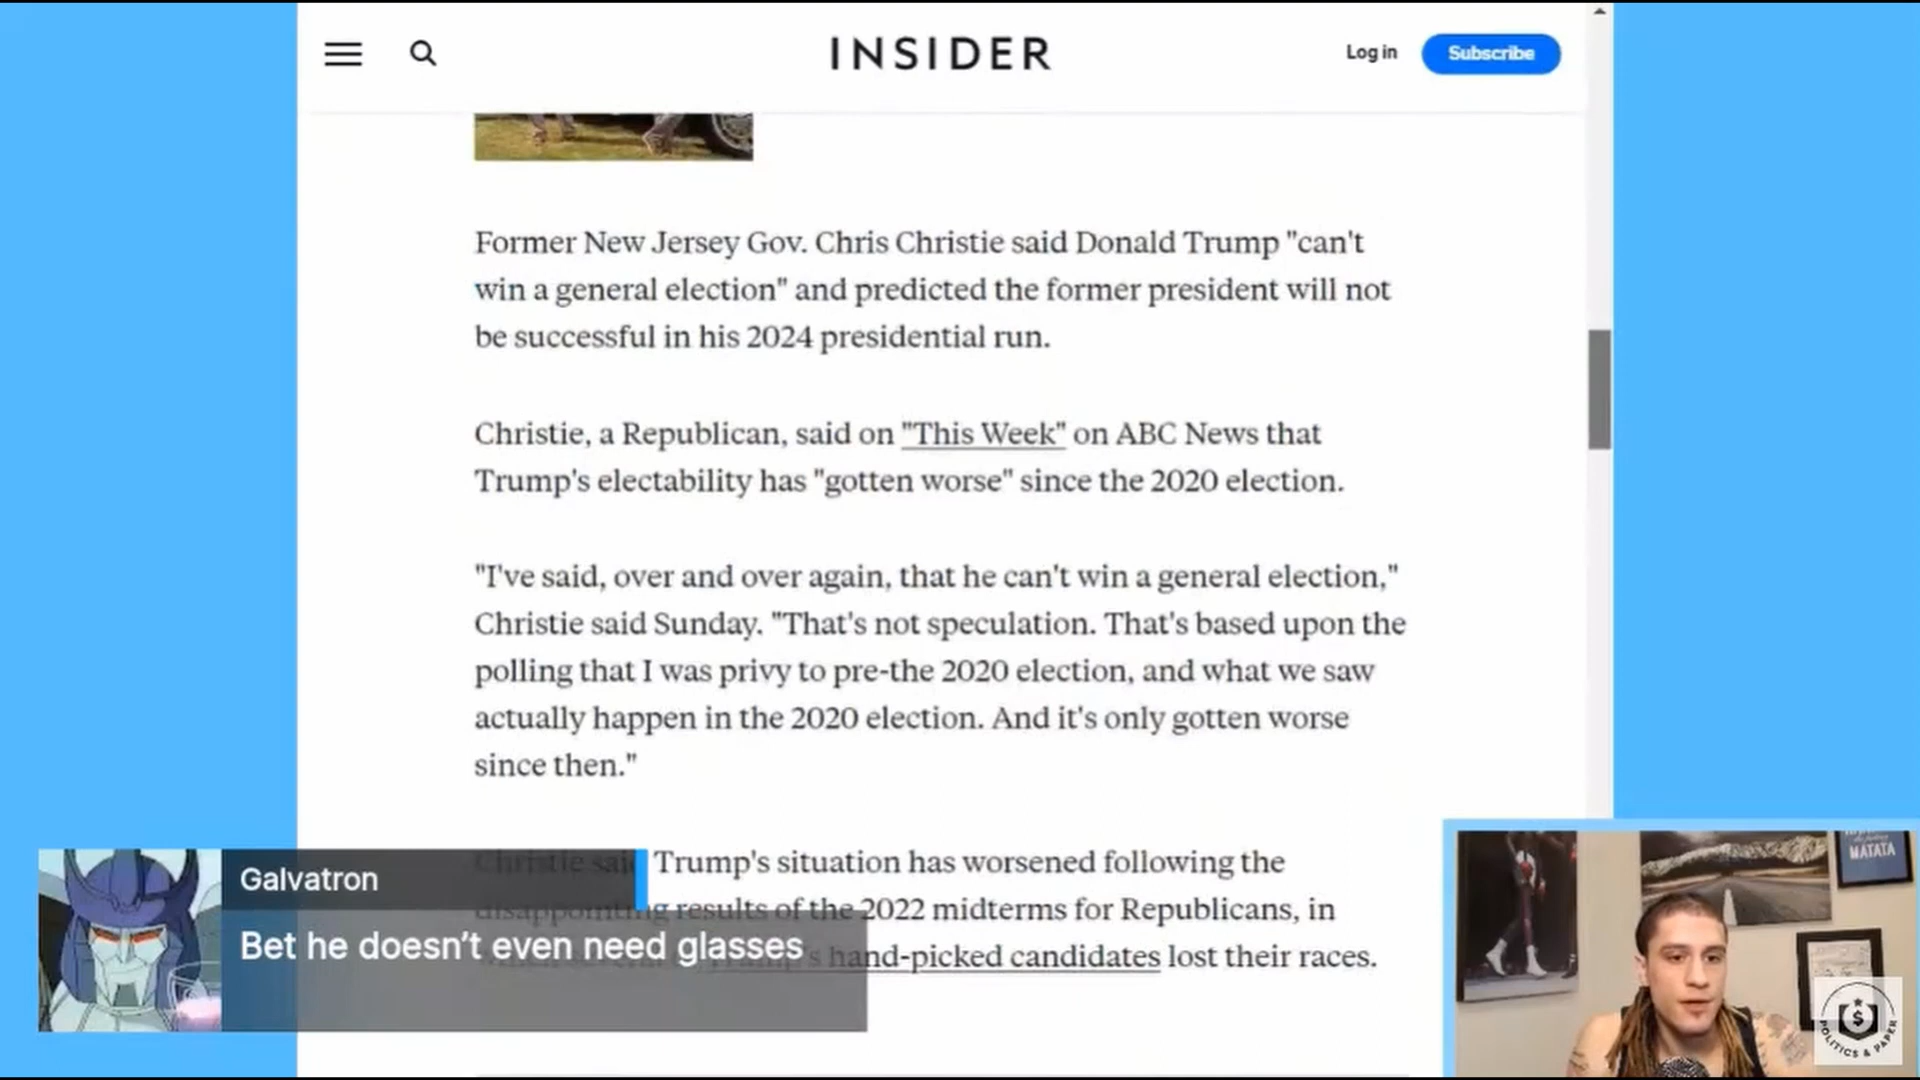 INSIDER
Log in
Subscribe
Former New Jersey Gov. Chris Christie said Donald Trump "can't
win a general election" and predicted the former president will not
be successful in his 2024 presidential run.
Christie, a Republican, said on "This Week" on ABC News that
Trump's electability has "gotten worse" since the 2020 election.
"I've said, over and over again, that he can't win a general election,"
Christie said Sunday. "That's not speculation. That's based upon the
polling that I was privy to pre-the 2020 election, and what we saw
actually happen in the 2020 election. And it's only gotten worse
since then."
Christie said Trump's situation has worsened following the
disappointing results of the 2022 midterms for Republicans, in
Trump's hand-picked candidates lost their races.
Galvatron
Bet he doesn’t even need glasses
MATATA
POLITICS & PAPER